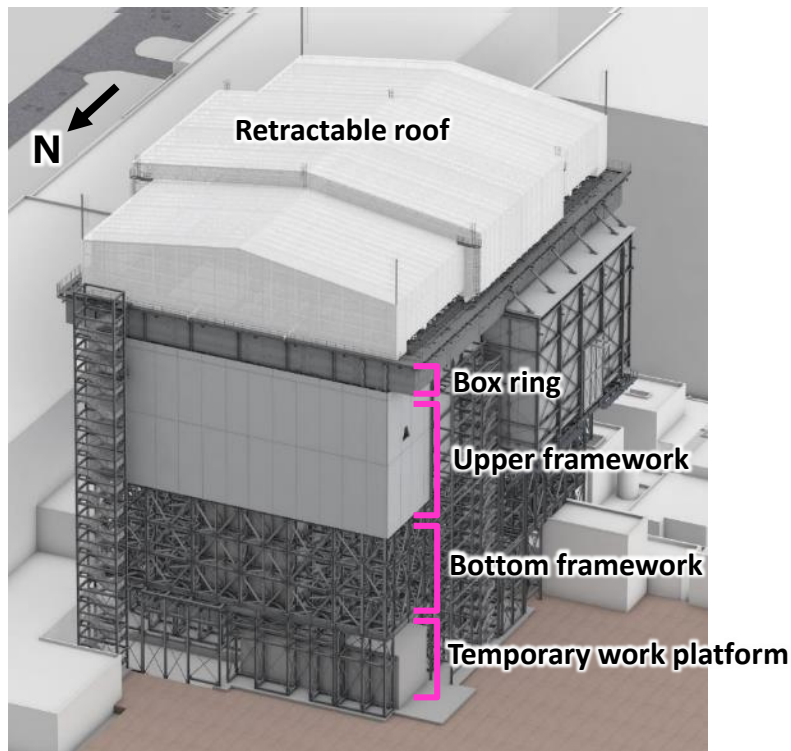 Retractable roof
N
Box ring
Upper framework
Bottom framework
Temporary work platform